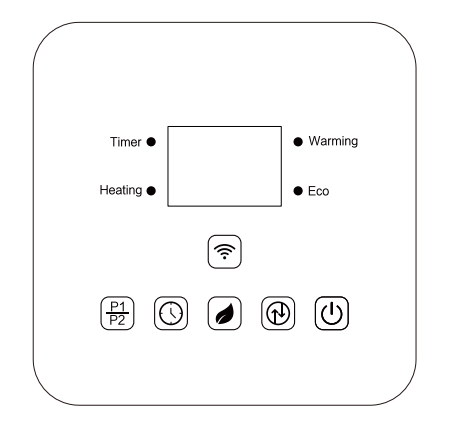 Timer
Warming
Heating
Eco
P1
P2